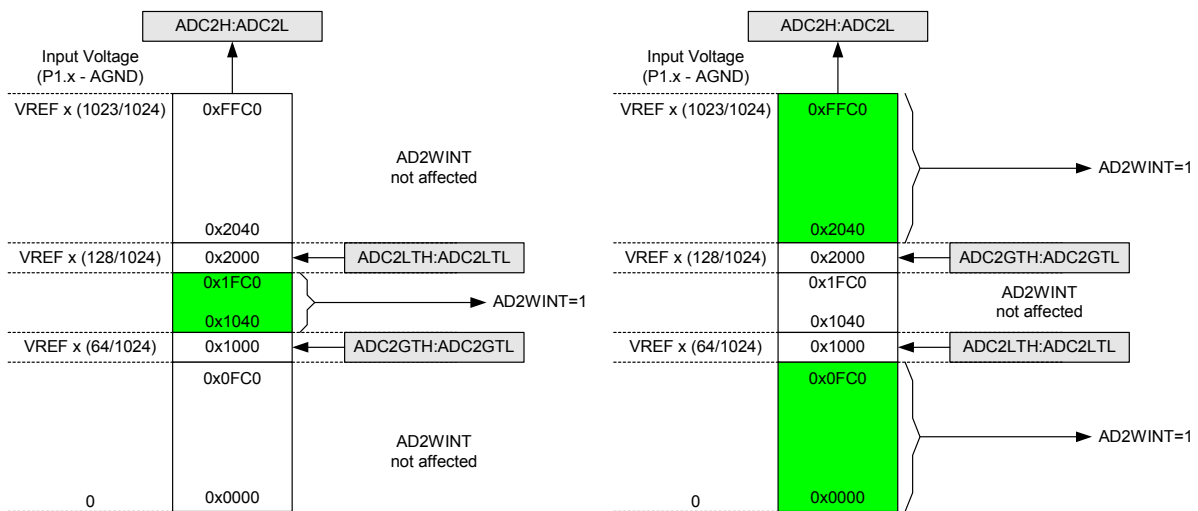 ADC2H:ADC2L
Input Voltage
(P1.x - AGND)
VREF x (1023/1024)
0xFFC0
AD2WINT
not affected
0x2040
VREF x (128/1024)
0x2000
ADC2LTH:ADC2LTL
0x1FC0
AD2WINT=1
0x1040
VREF x (64/1024)
0x1000
ADC2GTH:ADC2GTL
0x0FC0
AD2WINT
not affected
0
0x0000
ADC2H:ADC2L
Input Voltage
(P1.x - AGND)
VREF x (1023/1024)
0xFFC0
AD2WINT=1
0x2040
VREF x (128/1024)
0x2000
ADC2GTH:ADC2GTL
0x1FC0
AD2WINT
not affected
0x1040
VREF x (64/1024)
0x1000
ADC2LTH:ADC2LTL
0x0FC0
AD2WINT=1
0
0x0000